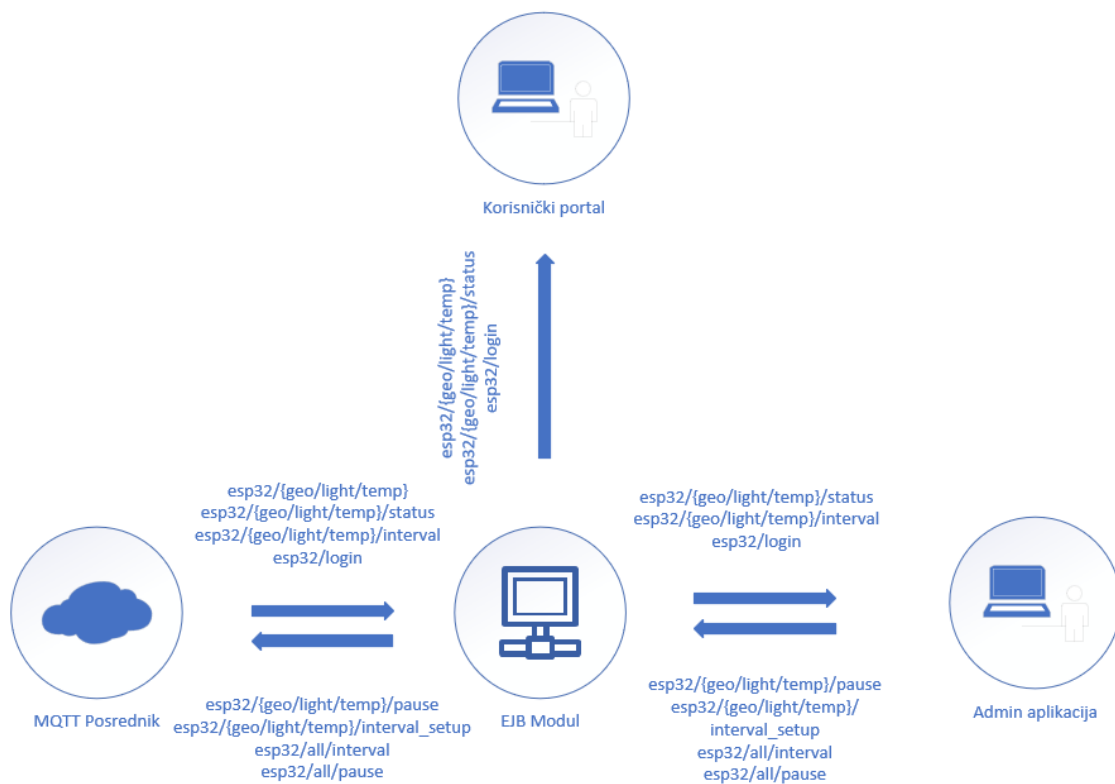 Korisnički portal
esp32/{geo/light/temp}
esp32/{geo/light/temp}/status
esp32/login
esp32/{geo/light/temp}
esp32/{geo/light/temp}/status
esp32/{geo/light/temp}/interval
esp32/login
esp32/{geo/light/temp}/status
esp32/{geo/light/temp}/interval
esp32/login
MQTT Posrednik
esp32/{geo/light/temp}/pause
esp32/{geo/light/temp}/interval_setup
esp32/all/interval
esp32/all/pause
EJB Modul
esp32/{geo/light/temp}/pause
esp32/{geo/light/temp}/
interval_setup
esp32/all/interval
esp32/all/pause
Admin aplikacija